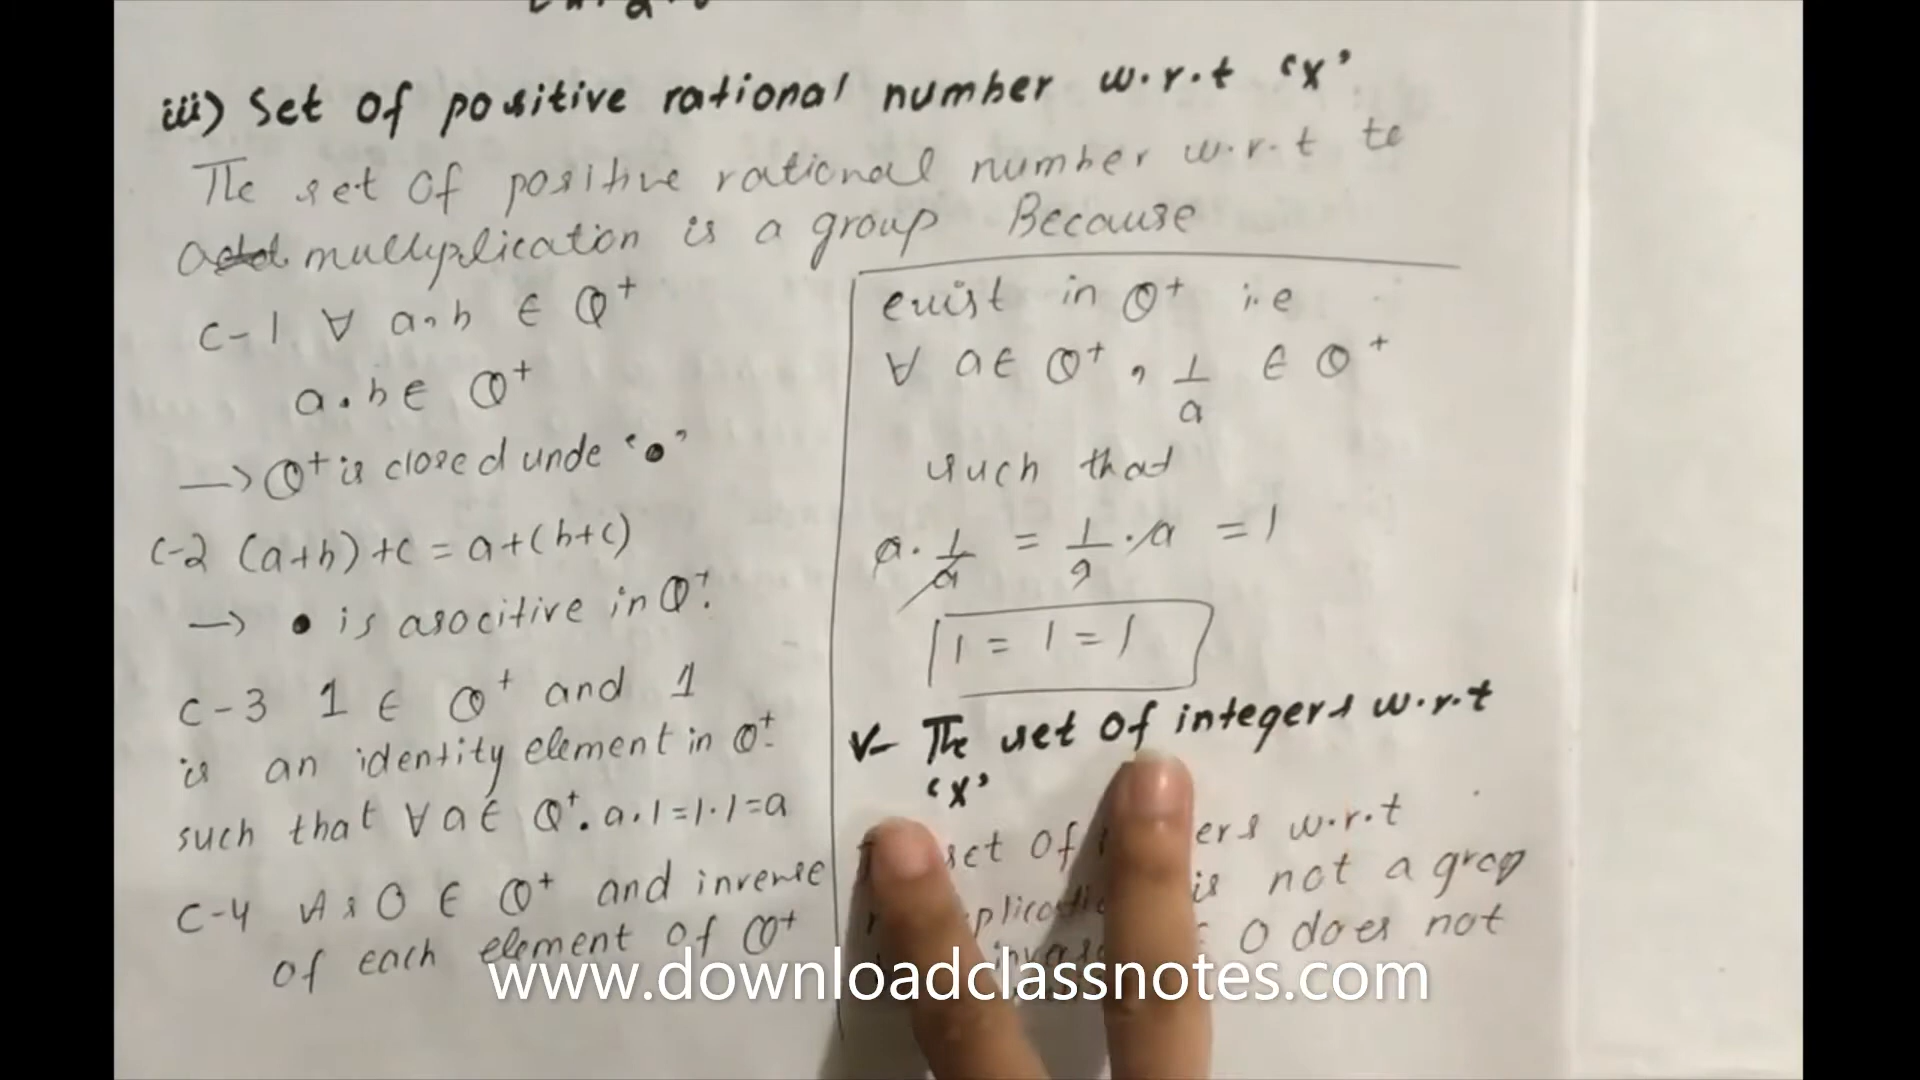 iii) Set of positive rational number w.r.t 'x'
The set of positive rational number w.r.t to
multiplication is a group Because
C-1 ∀ a,b ∈ Q⁺
a.b ∈ Q⁺
→ Q⁺ is closed unde '•'
C-2 (a+b)+c = a+(b+c)
→ • is asocitive in Q⁺.
C-3 1 ∈ Q⁺ and 1
is an identity element in Q⁺.
such that ∀ a ∈ Q⁺. a.1=1.1=a
C-4 As 0 ∈ Q⁺ and inverse
of each element of Q⁺
exist in Q⁺ i.e
∀ a ∈ Q⁺, 1/a ∈ Q⁺
such that
a. 1/a = 1/a .a = 1
1 = 1 = 1
V- The set of integers w.r.t
'x'
set of w.r.t
is not a grop
0 does not
www.downloadclassnotes.com